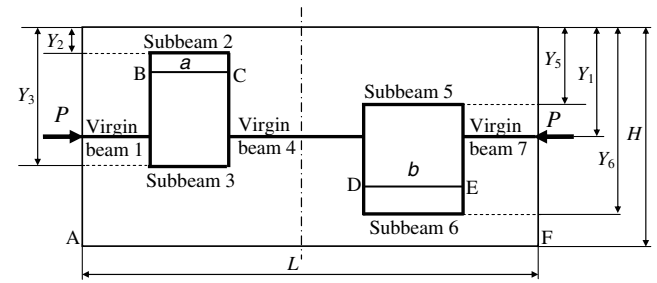 Y2
Subbeam 2
a
B
C
Y3
Y5
Y1
Subbeam 5
P
Virgin
beam 1
Virgin
beam 4
Virgin
beam 7
P
H
Y6
Subbeam 3
b
D
E
Subbeam 6
A
F
L